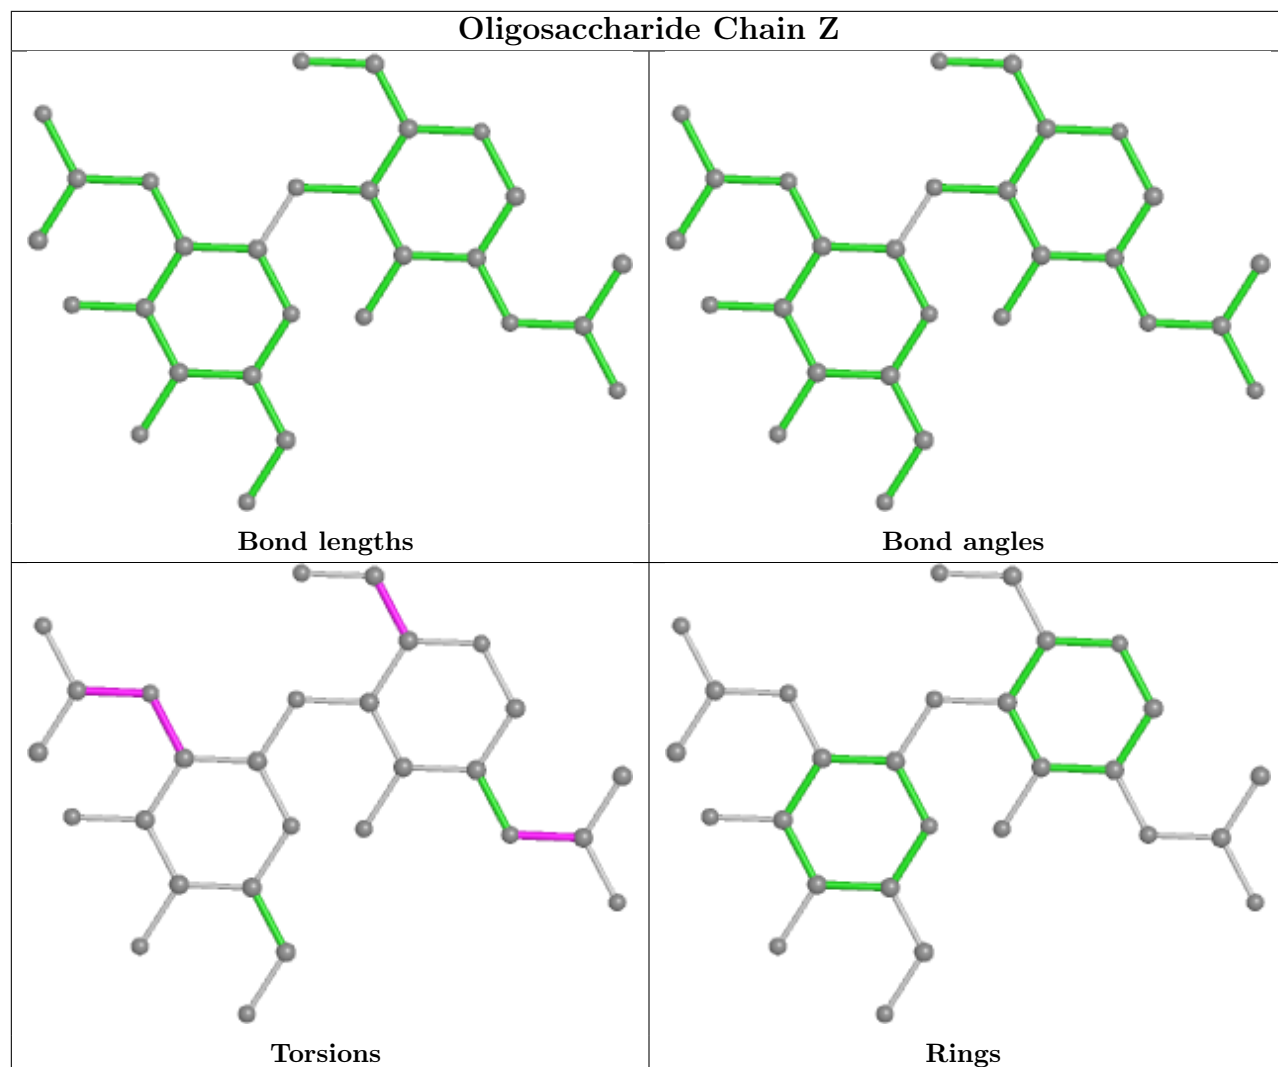 Oligosaccharide Chain Z
Bond lengths
Bond angles
Torsions
Rings